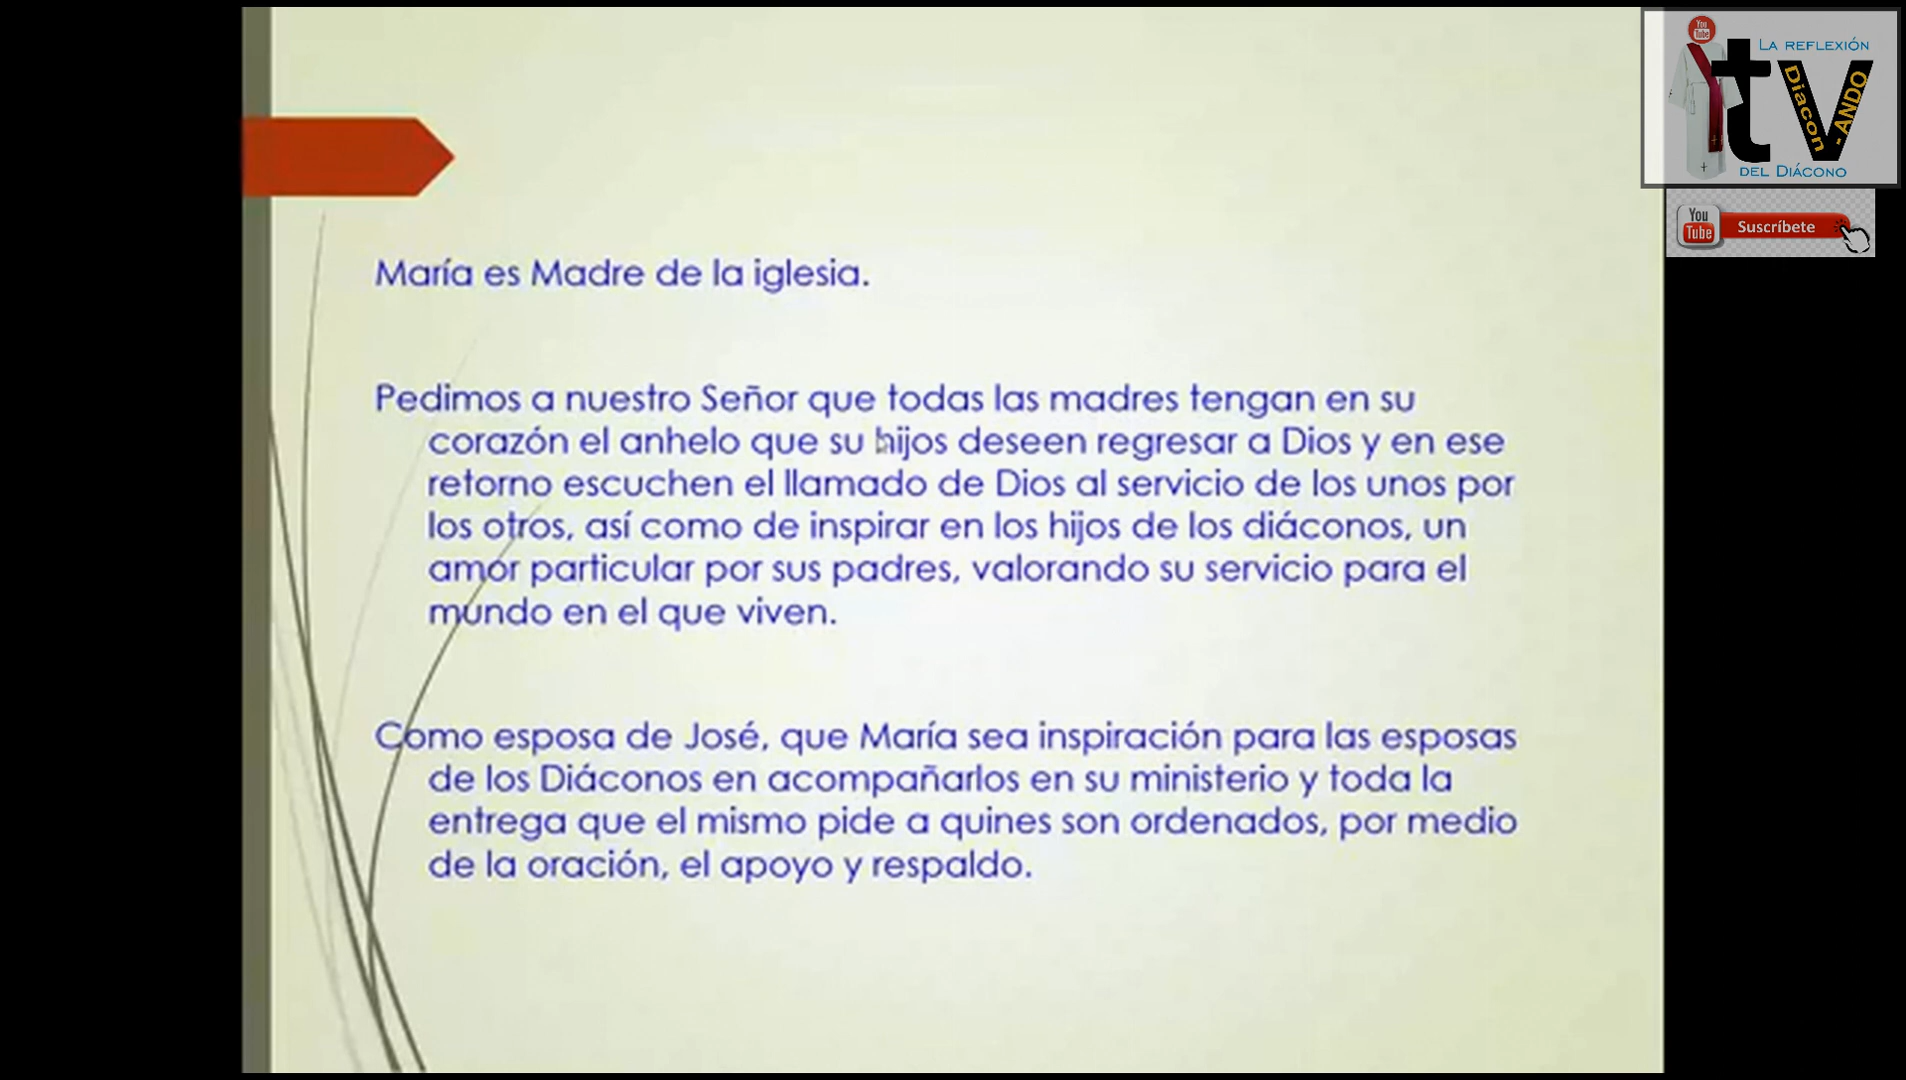 María es Madre de la iglesia.
Pedimos a nuestro Señor que todas las madres tengan en su
corazón el anhelo que su hijos deseen regresar a Dios y en ese
retorno escuchen el llamado de Dios al servicio de los unos por
los otros, así como de inspirar en los hijos de los diáconos, un
amor particular por sus padres, valorando su servicio para el
mundo en el que viven.
Como esposa de José, que María sea inspiración para las esposas
de los Diáconos en acompañarlos en su ministerio y toda la
entrega que el mismo pide a quines son ordenados, por medio
de la oración, el apoyo y respaldo.
You
Tube
LA REFLEXIÓN
tv
Diacon
-ANDO
DEL DIÁCONO
You
Tube
Suscríbete